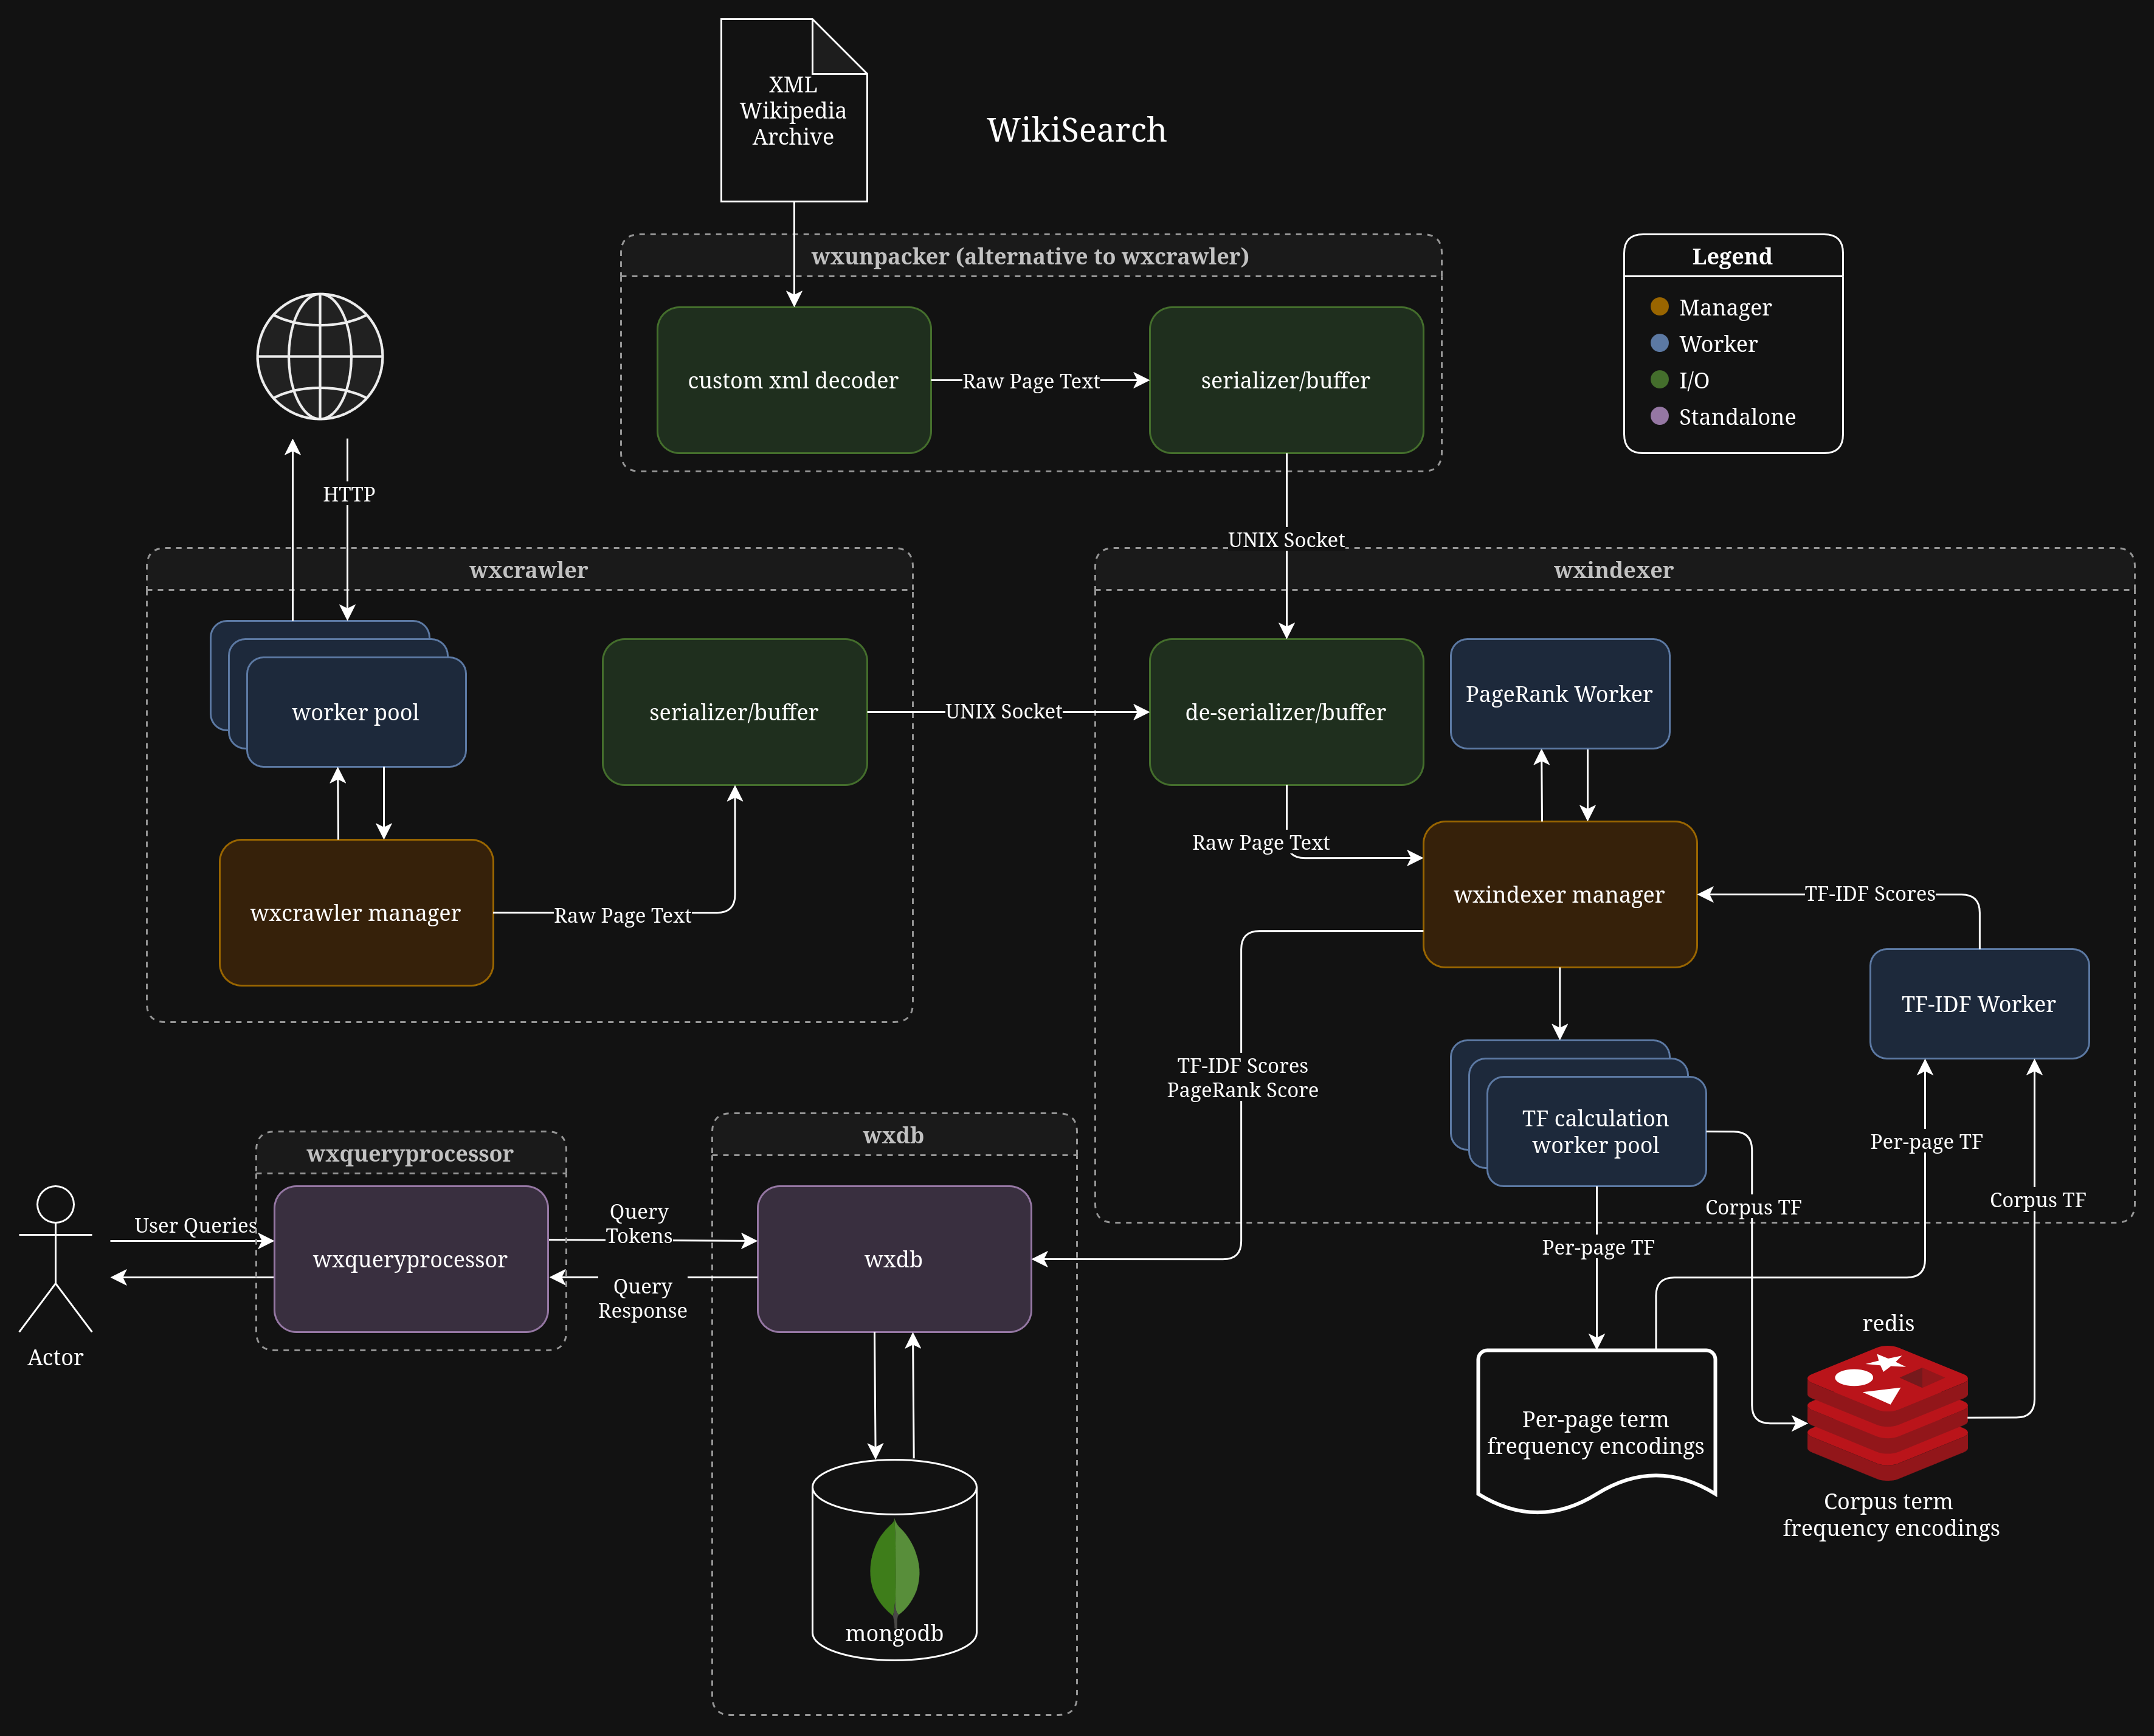 XML
Wikipedia
Archive
WikiSearch
wxunpacker (alternative to wxcrawler)
custom xml decoder
Raw Page Text
serializer/buffer
Legend
Manager
Worker
I/O
Standalone
HTTP
UNIX Socket
wxcrawler
worker pool
serializer/buffer
wxcrawler manager
Raw Page Text
UNIX Socket
wxindexer
de-serializer/buffer
PageRank Worker
Raw Page Text
wxindexer manager
TF-IDF Scores
TF-IDF Worker
TF-IDF Scores
PageRank Score
TF calculation
worker pool
Per-page TF
Corpus TF
Corpus TF
Per-page TF
wxqueryprocessor
User Queries
wxqueryprocessor
Actor
Query
Tokens
Query
Response
wxdb
wxdb
mongodb
Per-page term
frequency encodings
redis
Corpus term
frequency encodings